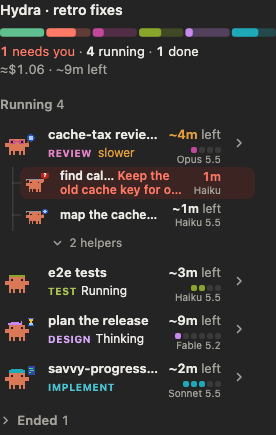 Hydra · retro fixes
1 needs you · 4 running · 1 done
≈$1.06 · ~9m left
Running 4
cache-tax revie... ~4m left
REVIEW slower Opus 5.5
find cal... Keep the 1m
old cache key for o... Haiku
map the cache... ~1m left
Haiku 5.5
2 helpers
e2e tests ~3m left
TEST Running Haiku 5.5
plan the release ~9m left
DESIGN Thinking Fable 5.2
savvy-progress... ~2m left
IMPLEMENT Sonnet 5.5
Ended 1